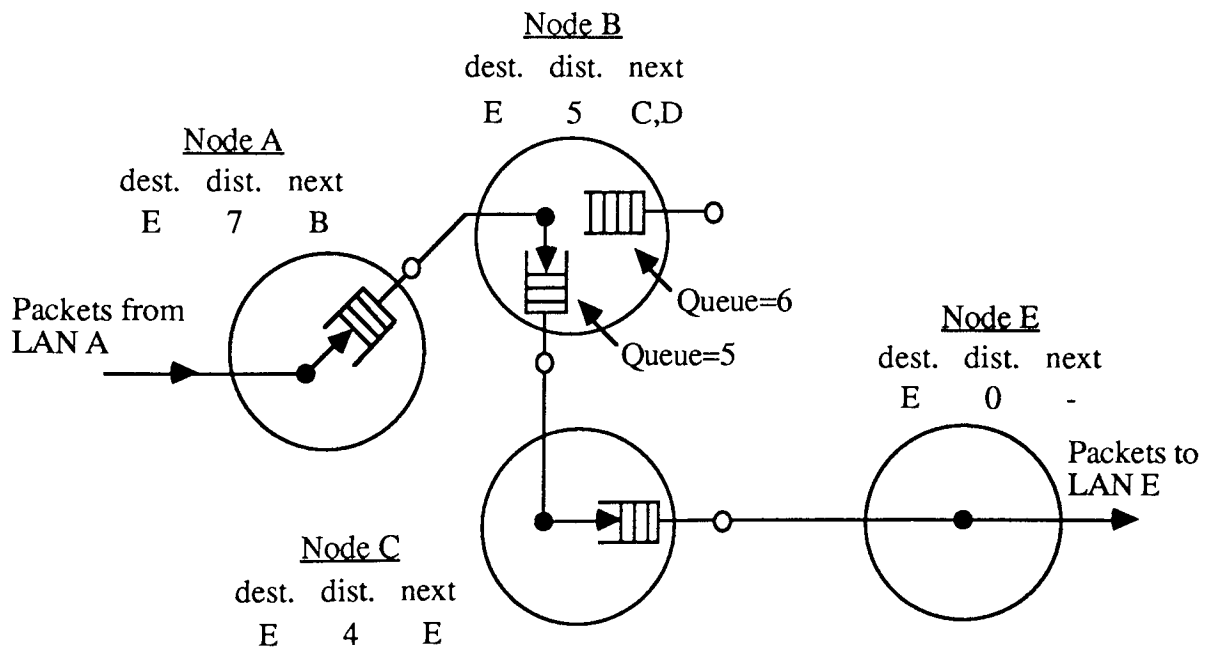 Node B
dest. dist. next
E 5 C,D
Node A
dest. dist. next
E 7 B
Packets from
LAN A
Queue=6
Queue=5
Node E
dest. dist. next
E 0 -
Packets to
LAN E
Node C
dest. dist. next
E 4 E